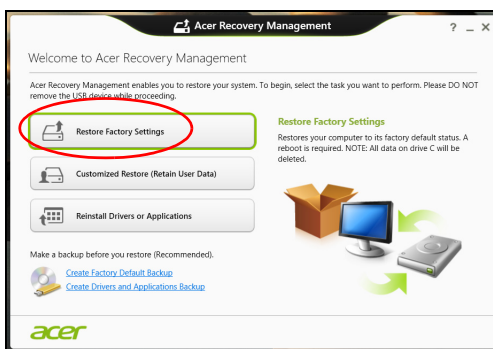 Acer Recovery Management
? _ X
Welcome to Acer Recovery Management
Acer Recovery Management enables you to restore your system. To begin, select the task you want to perform. Please DO NOT
remove the USB device while proceeding.
Restore Factory Settings
Customized Restore (Retain User Data)
Reinstall Drivers or Applications
Restore Factory Settings
Restores your computer to its factory default status. A
reboot is required. NOTE: All data on drive C will be
deleted.
Make a backup before you restore (Recommended).
Create Factory Default Backup
Create Drivers and Applications Backup
acer